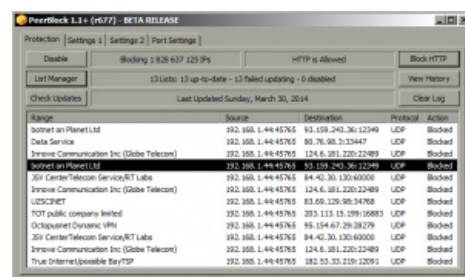 PeerBlock 1.1+ (r677) - BETA RELEASE
Protection Settings 1 Settings 2 Port Settings
Disable Blocking 1 828 637 125 IPs HTTP is Allowed Block HTTP
List Manager 13 Lists: 13 up-to-date - 13 failed updating - 0 disabled View History
Check Updates Last Updated Sunday, March 30, 2014 Clear Log
Range Source Destination Protocol Action
botnet on Planet Ltd 192.168.1.44:45765 93.159.243.36:12349 UDP Blocked
Data Service 192.168.1.44:45765 80.76.98.3:33447 UDP Blocked
Innove Communication Inc (Globe Telecom) 192.168.1.44:45765 124.6.181.220:22489 UDP Blocked
botnet on Planet Ltd 192.168.1.44:45765 93.159.243.36:12349 UDP Blocked
JSV CenterTelecom Service/RT Labs 192.168.1.44:45765 84.42.30.130:60000 UDP Blocked
Innove Communication Inc (Globe Telecom) 192.168.1.44:45765 124.6.181.220:22489 UDP Blocked
UZSCINET 192.168.1.44:45765 83.69.129.98:34768 UDP Blocked
TOT public company limited 192.168.1.44:45765 203.113.15.199:16883 UDP Blocked
Octopusnet Dynamic VPN 192.168.1.44:45765 95.154.67.29:28279 UDP Blocked
JSV CenterTelecom Service/RT Labs 192.168.1.44:45765 84.42.30.130:60000 UDP Blocked
Innove Communication Inc (Globe Telecom) 192.168.1.44:45765 124.6.181.220:22489 UDP Blocked
True Internet/possible BayTSP 192.168.1.44:45765 182.53.33.219:12091 UDP Blocked